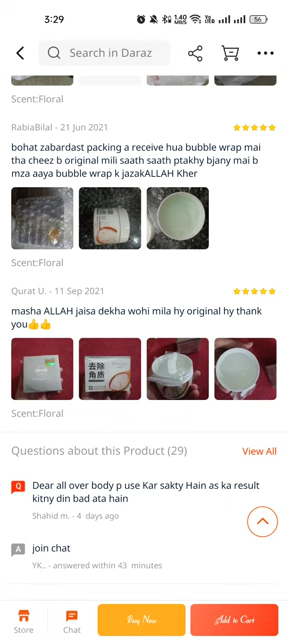 3:29
1.40
56
Search in Daraz
Scent:Floral
RabiaBilal - 21 Jun 2021
bohat zabardast packing a receive hua bubble wrap mai
tha cheez b original mili saath saath ptakhy bjany mai b
mza aaya bubble wrap k jazakALLAH Kher
Scent:Floral
Qurat U. - 11 Sep 2021
masha ALLAH jaisa dekha wohi mila hy original hy thank
you👍👍
去除
角质
Scent:Floral
Questions about this Product (29)
View All
Q
Dear all over body p use Kar sakty Hain as ka result
kitny din bad ata hain
Shahid m. - 4 days ago
A
join chat
YK.. - answered within 43 minutes
Store
Chat
Buy Now
Add to Cart